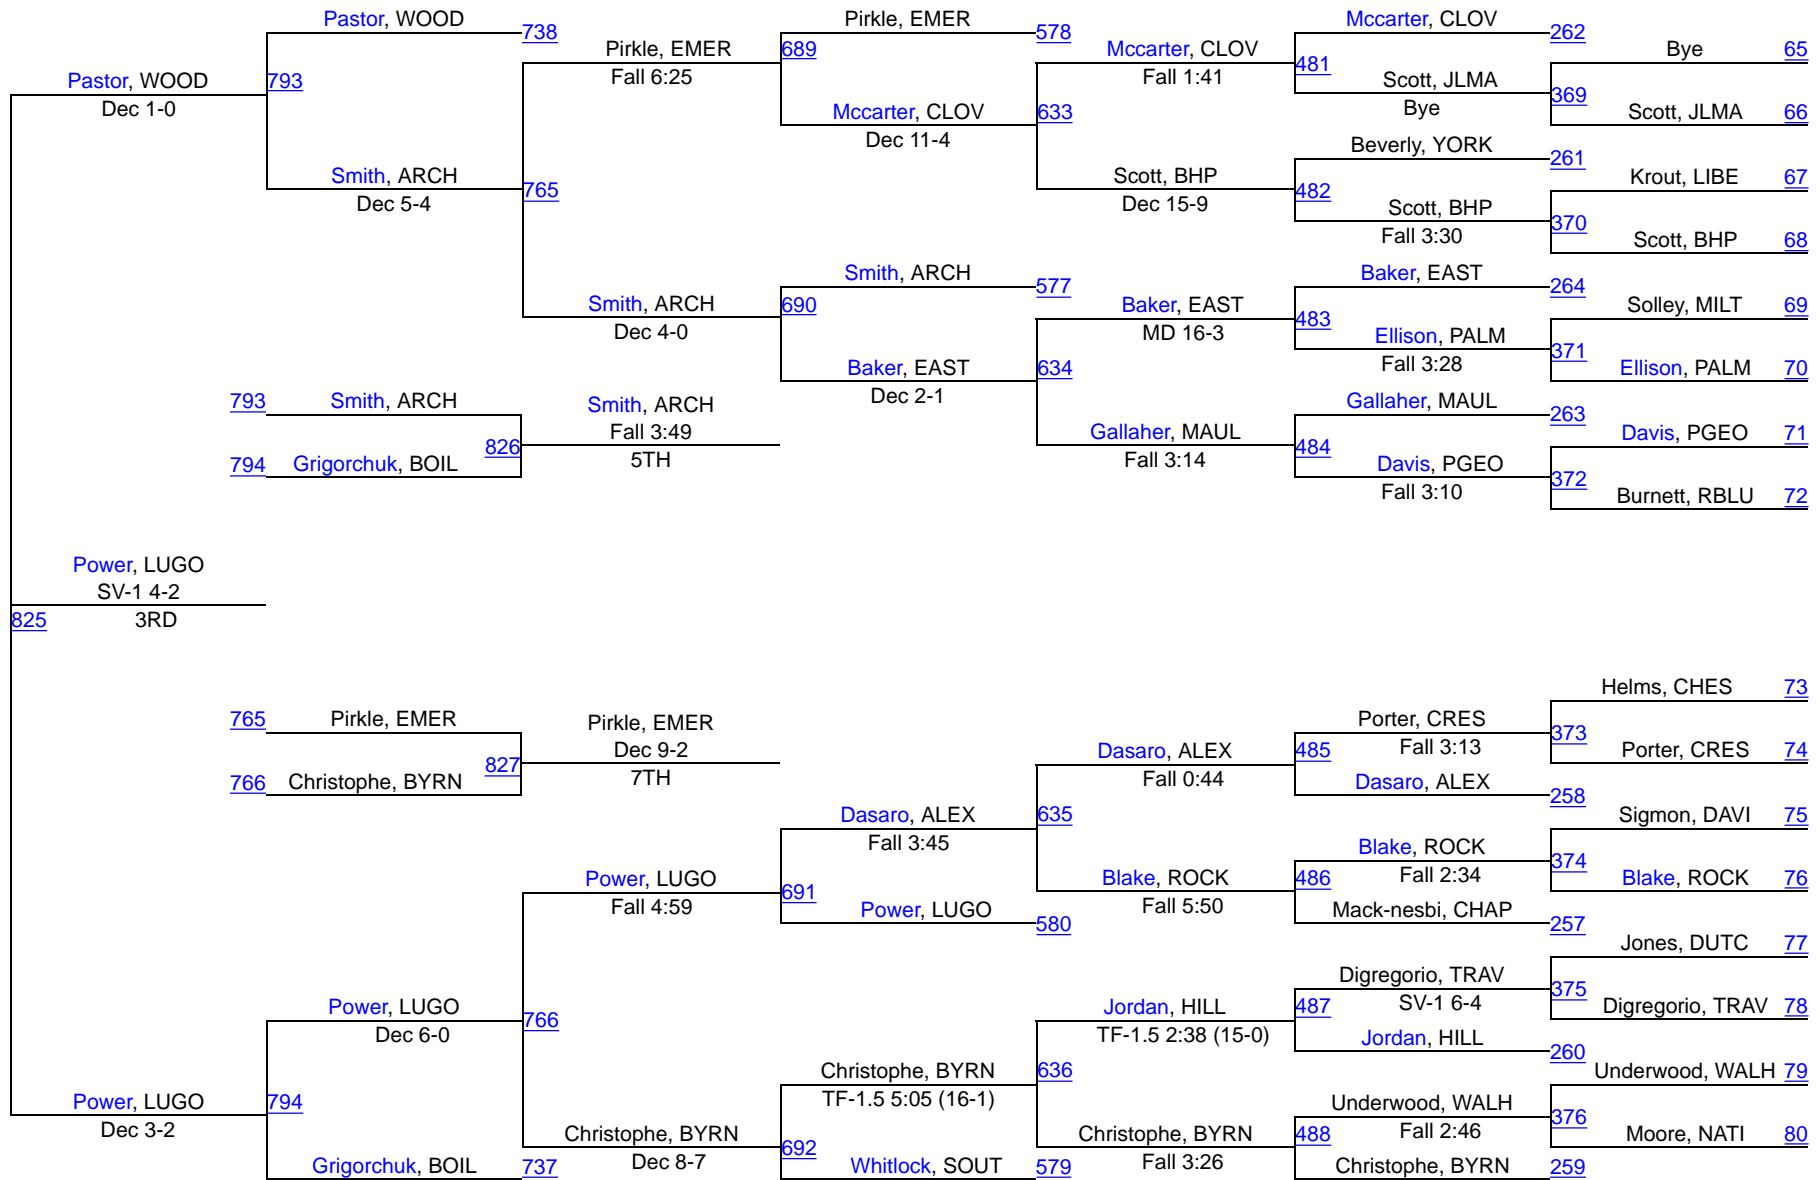 Pastor, WOOD
738
Pirkle, EMER
578
Mccarter, CLOV
262
Bye 65
Pirkle, EMER
689
Fall 6:25
Mccarter, CLOV
481
Fall 1:41
Pastor, WOOD
793
Dec 1-0
Scott, JLMA
369
Bye
Scott, JLMA 66
Mccarter, CLOV
633
Dec 11-4
Beverly, YORK
261
Krout, LIBE 67
Smith, ARCH
765
Dec 5-4
Scott, BHP
482
Dec 15-9
Scott, BHP
370
Fall 3:30
Scott, BHP 68
Smith, ARCH
577
Baker, EAST
264
Solley, MILT 69
Smith, ARCH
690
Dec 4-0
Baker, EAST
483
MD 16-3
Ellison, PALM
371
Fall 3:28
Ellison, PALM 70
Baker, EAST
634
Dec 2-1
793 Smith, ARCH
Smith, ARCH
Fall 3:49
826
5TH
794 Grigorchuk, BOIL
Gallaher, MAUL
263
Davis, PGEO 71
Gallaher, MAUL
484
Fall 3:14
Davis, PGEO
372
Fall 3:10
Burnett, RBLU 72
Power, LUGO
SV-1 4-2
825 3RD
Helms, CHES 73
765 Pirkle, EMER
Pirkle, EMER
Dec 9-2
827
7TH
766 Christophe, BYRN
Porter, CRES
373
Fall 3:13
Porter, CRES 74
Dasaro, ALEX
485
Fall 0:44
Dasaro, ALEX
258
Dasaro, ALEX
635
Fall 3:45
Sigmon, DAVI 75
Blake, ROCK
374
Fall 2:34
Blake, ROCK 76
Power, LUGO
691
Fall 4:59
Blake, ROCK
486
Fall 5:50
Power, LUGO
580
Mack-nesbi, CHAP
257
Jones, DUTC 77
Digregorio, TRAV
375
SV-1 6-4
Digregorio, TRAV 78
Power, LUGO
766
Dec 6-0
Jordan, HILL
487
TF-1.5 2:38 (15-0)
Jordan, HILL
260
Christophe, BYRN
636
TF-1.5 5:05 (16-1)
Underwood, WALH 79
Power, LUGO
794
Dec 3-2
Underwood, WALH
376
Fall 2:46
Moore, NATI 80
Christophe, BYRN
692
Dec 8-7
Christophe, BYRN
488
Fall 3:26
Grigorchuk, BOIL
737
Whitlock, SOUT
579
Christophe, BYRN
259